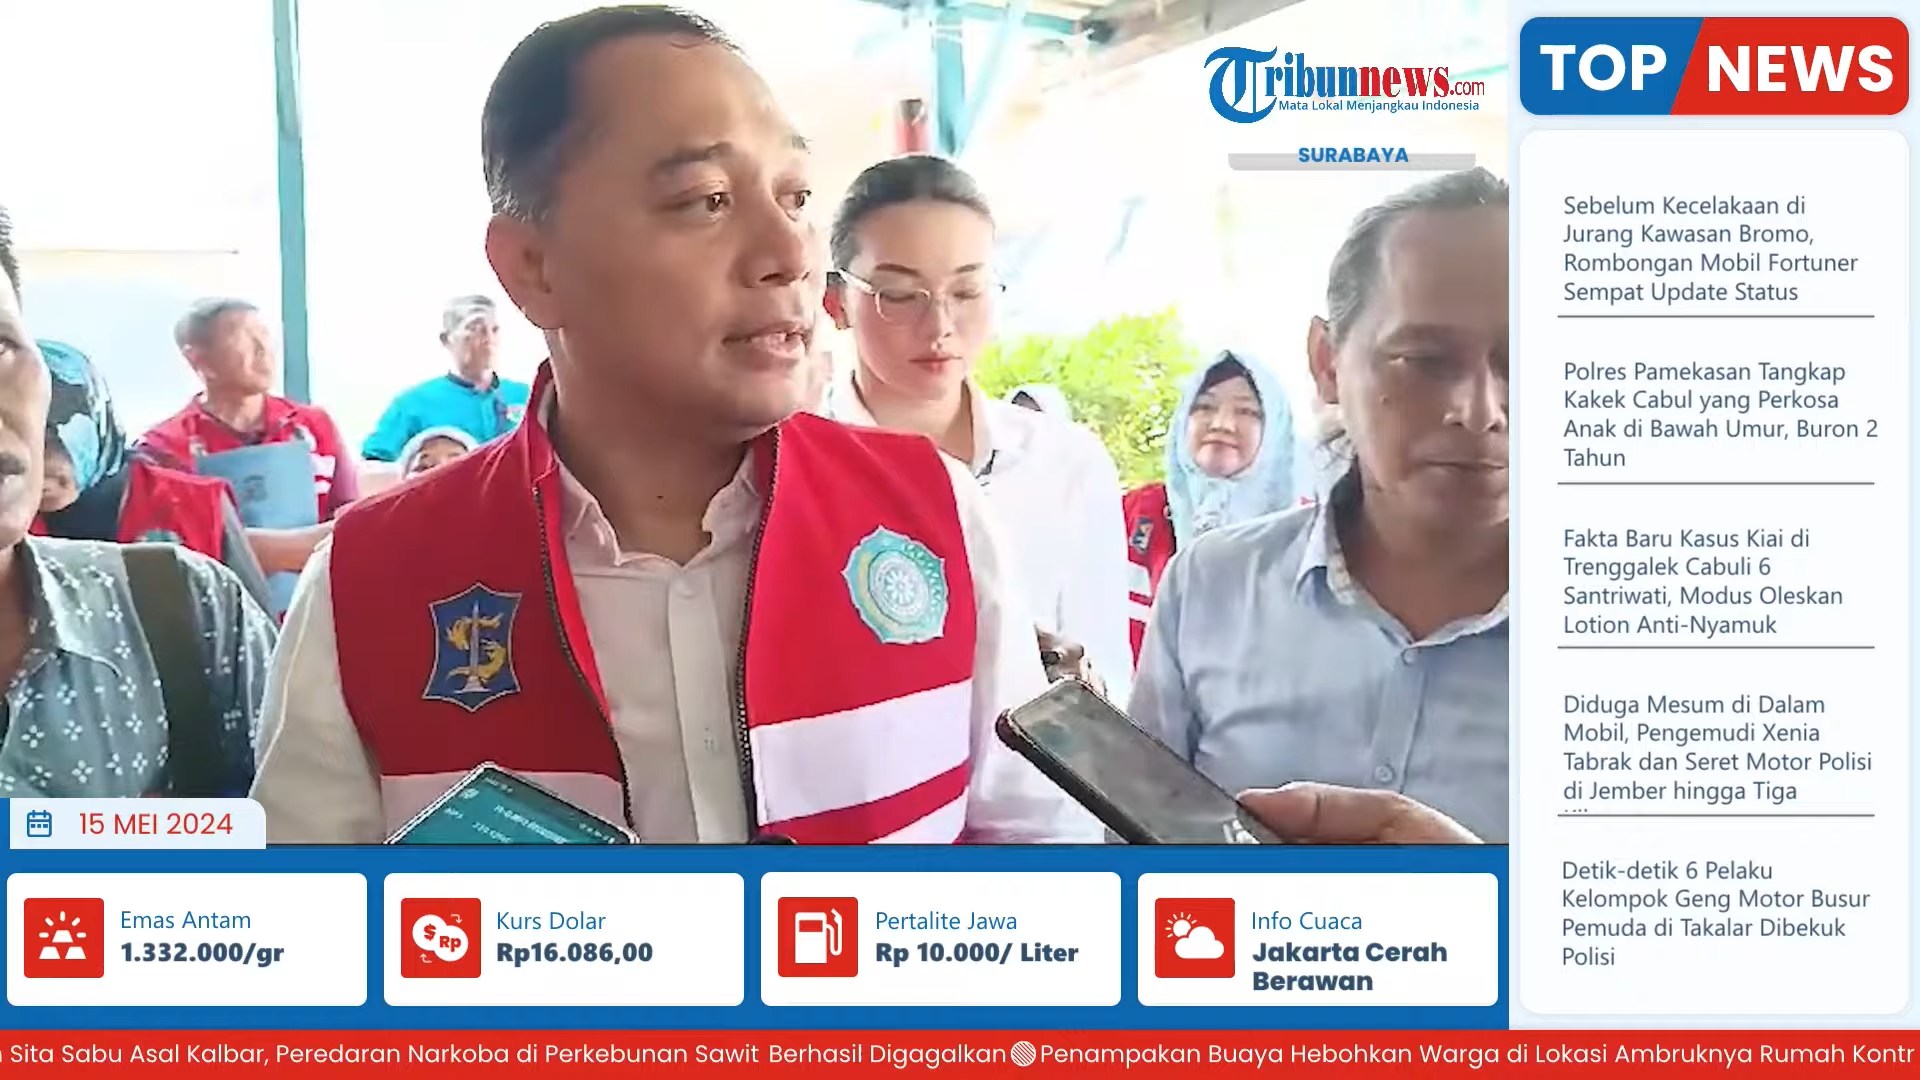 Tribunnews.com
Mata Lokal Menjangkau Indonesia
SURABAYA
TOP NEWS
Sebelum Kecelakaan di
Jurang Kawasan Bromo,
Rombongan Mobil Fortuner
Sempat Update Status
Polres Pamekasan Tangkap
Kakek Cabul yang Perkosa
Anak di Bawah Umur, Buron 2
Tahun
Fakta Baru Kasus Kiai di
Trenggalek Cabuli 6
Santriwati, Modus Oleskan
Lotion Anti-Nyamuk
Diduga Mesum di Dalam
Mobil, Pengemudi Xenia
Tabrak dan Seret Motor Polisi
di Jember hingga Tiga
Detik-detik 6 Pelaku
Kelompok Geng Motor Busur
Pemuda di Takalar Dibekuk
Polisi
15 MEI 2024
Emas Antam
1.332.000/gr
Kurs Dolar
Rp16.086,00
Pertalite Jawa
Rp 10.000/ Liter
Info Cuaca
Jakarta Cerah
Berawan
$ Rp
Sita Sabu Asal Kalbar, Peredaran Narkoba di Perkebunan Sawit Berhasil Digagalkan Penampakan Buaya Hebohkan Warga di Lokasi Ambruknya Rumah Kontr